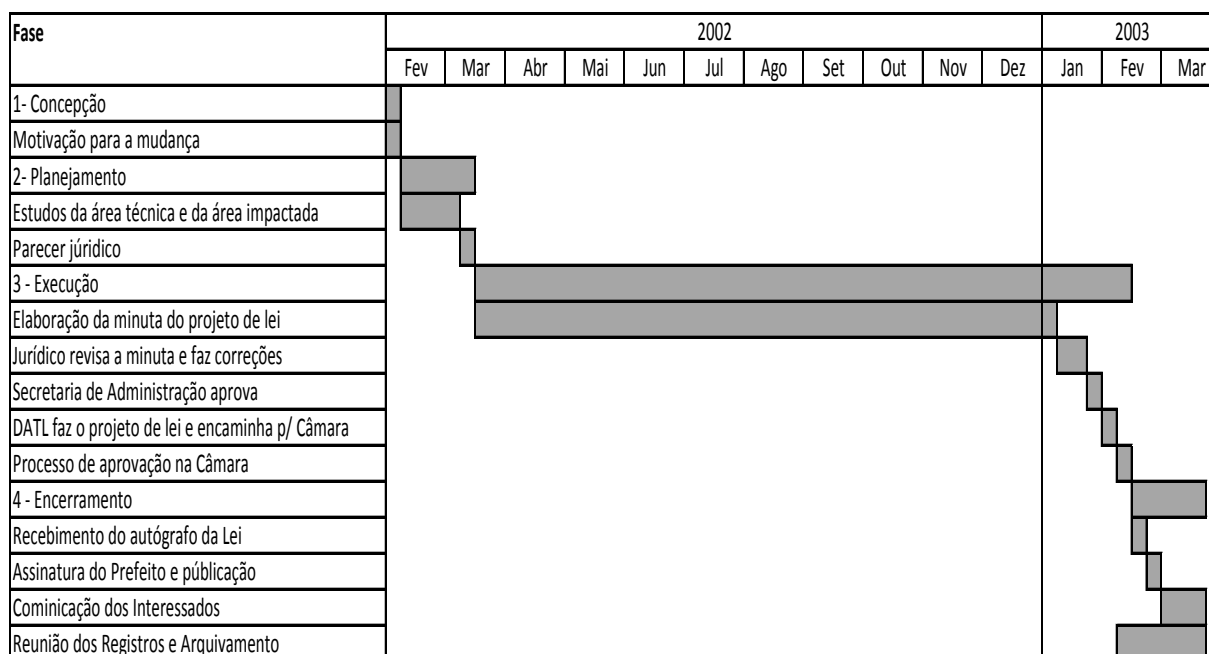 Fase 2002 2003
Fev Mar Abr Mai Jun Jul Ago Set Out Nov Dez Jan Fev Mar
1- Concepção
Motivação para a mudança
2- Planejamento
Estudos da área técnica e da área impactada
Parecer júridico
3 - Execução
Elaboração da minuta do projeto de lei
Jurídico revisa a minuta e faz correções
Secretaria de Administração aprova
DATL faz o projeto de lei e encaminha p/ Câmara
Processo de aprovação na Câmara
4 - Encerramento
Recebimento do autógrafo da Lei
Assinatura do Prefeito e públicação
Cominicação dos Interessados
Reunião dos Registros e Arquivamento